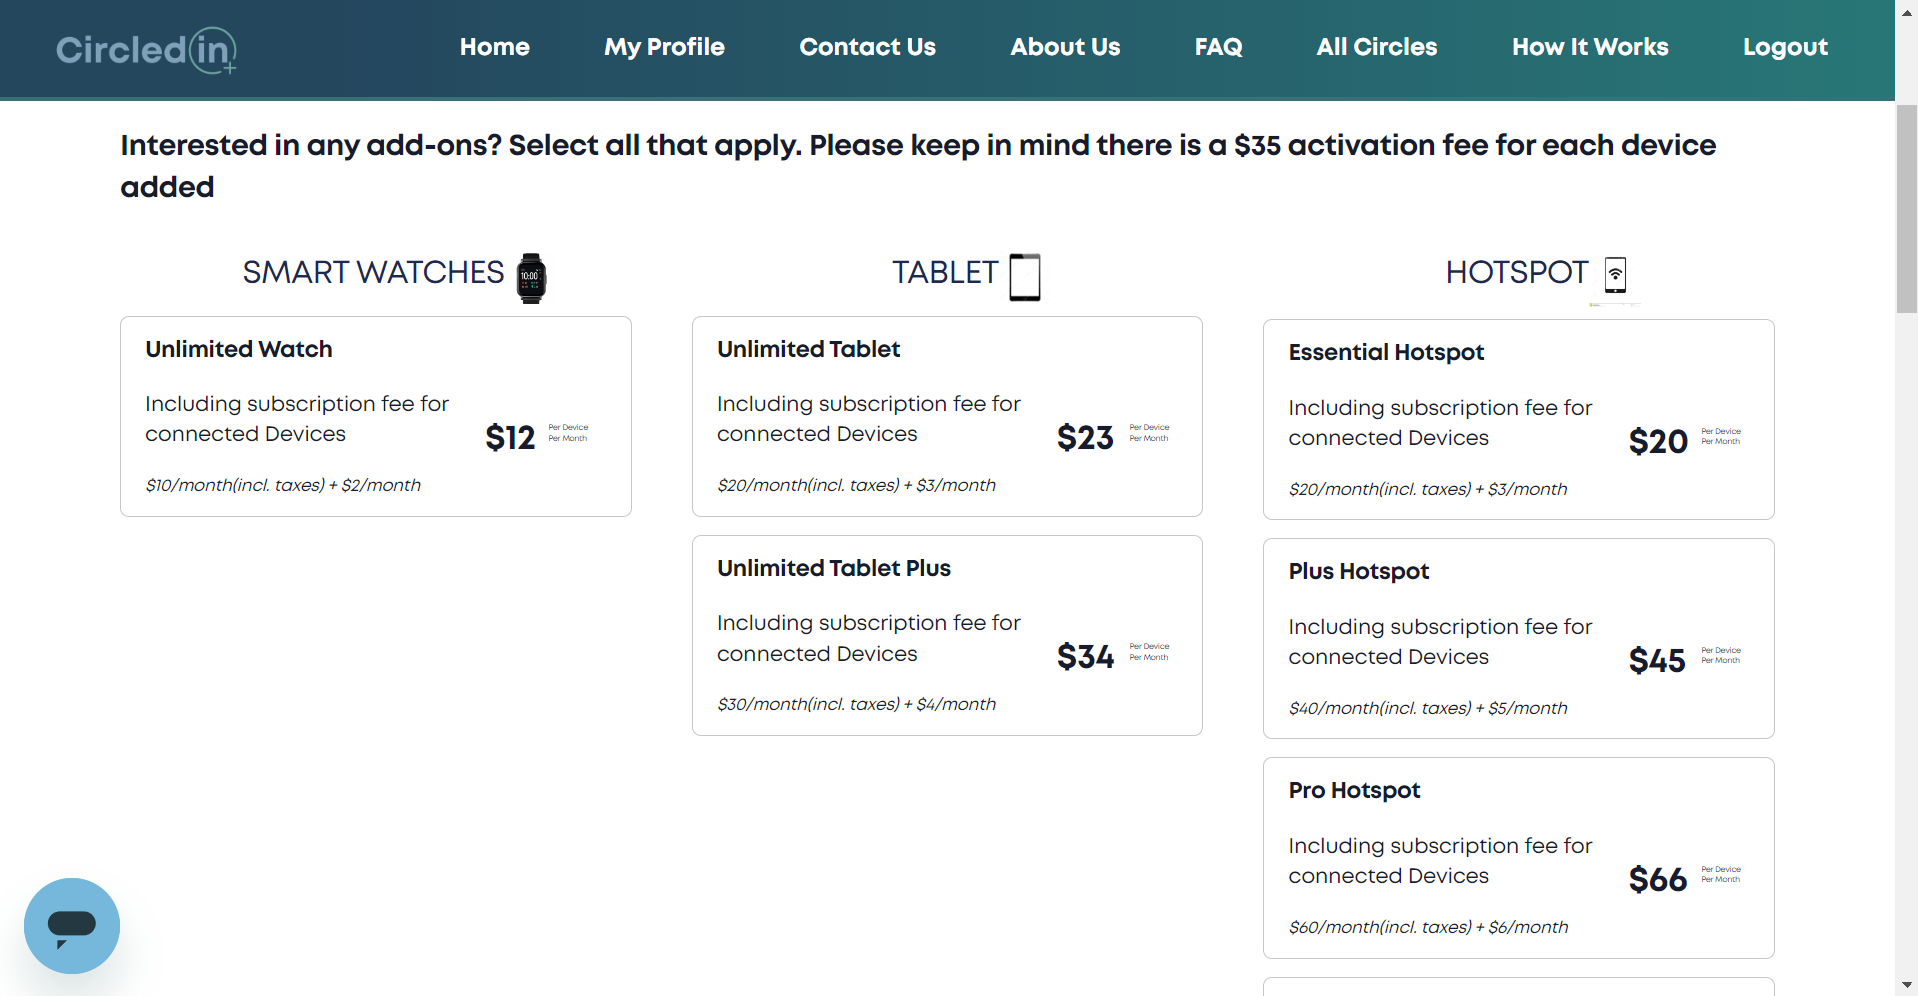 Circled in+
Home My Profile Contact Us About Us FAQ All Circles How It Works Logout
Interested in any add-ons? Select all that apply. Please keep in mind there is a $35 activation fee for each device
added
SMART WATCHES
10:00
Unlimited Watch
Including subscription fee for
connected Devices
$12
Per Device
Per Month
$10/month(incl. taxes) + $2/month
TABLET
Unlimited Tablet
Including subscription fee for
connected Devices
$23
Per Device
Per Month
$20/month(incl. taxes) + $3/month
Unlimited Tablet Plus
Including subscription fee for
connected Devices
$34
Per Device
Per Month
$30/month(incl. taxes) + $4/month
HOTSPOT
Essential Hotspot
Including subscription fee for
connected Devices
$20
Per Device
Per Month
$20/month(incl. taxes) + $3/month
Plus Hotspot
Including subscription fee for
connected Devices
$45
Per Device
Per Month
$40/month(incl. taxes) + $5/month
Pro Hotspot
Including subscription fee for
connected Devices
$66
Per Device
Per Month
$60/month(incl. taxes) + $6/month